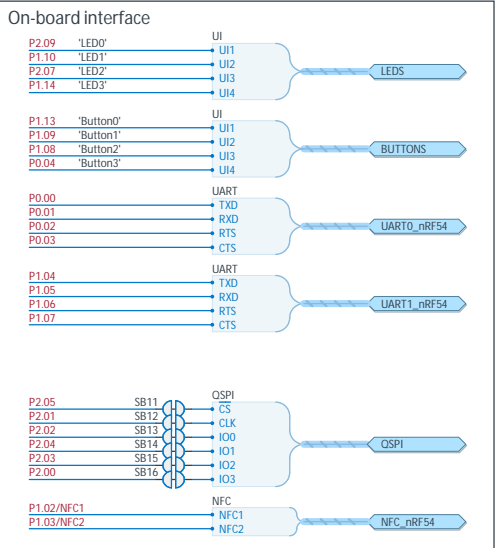 On-board interface
UI
P2.09 'LED0' UI1
P1.10 'LED1' UI2
P2.07 'LED2' UI3
P1.14 'LED3' UI4
LEDS
UI
P1.13 'Button0' UI1
P1.09 'Button1' UI2
P1.08 'Button2' UI3
P0.04 'Button3' UI4
BUTTONS
UART
P0.00 TXD
P0.01 RXD
P0.02 RTS
P0.03 CTS
UART0_nRF54
UART
P1.04 TXD
P1.05 RXD
P1.06 RTS
P1.07 CTS
UART1_nRF54
QSPI
P2.05 SB11 CS
P2.01 SB12 CLK
P2.02 SB13 IO0
P2.04 SB14 IO1
P2.03 SB15 IO2
P2.00 SB16 IO3
QSPI
NFC
P1.02/NFC1 NFC1
P1.03/NFC2 NFC2
NFC_nRF54